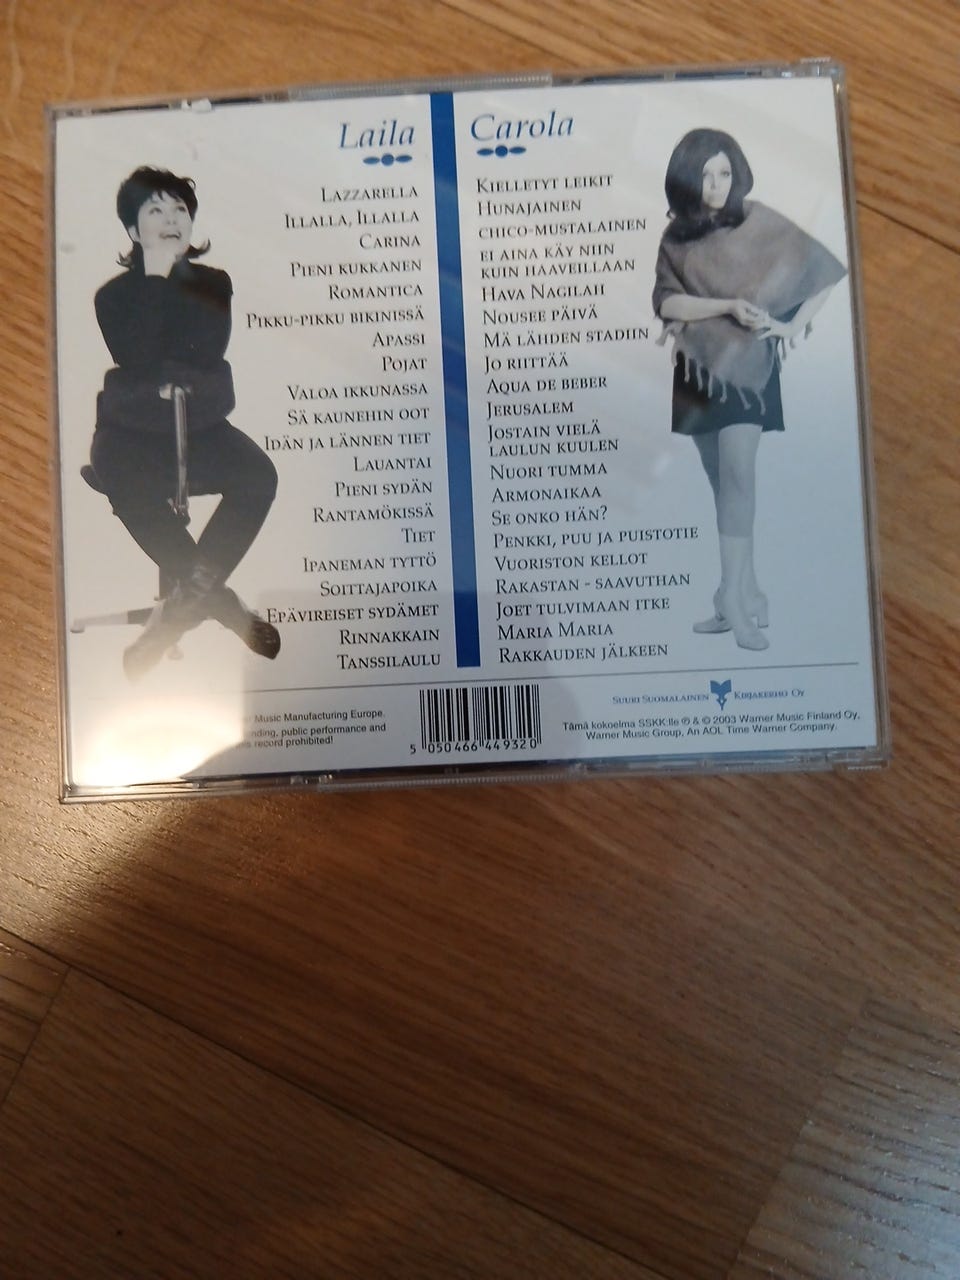 Laila
LAZZARELLA
ILLALLA, ILLALLA
CARINA
PIENI KUKKANEN
ROMANTICA
PIKKU-PIKKU BIKINISSÄ
APASSI
POJAT
VALOA IKKUNASSA
SÄ KAUNEHIN OOT
IDÄN JA LÄNNEN TIET
LAUANTAI
PIENI SYDÄN
RANTAMÖKISSÄ
TIET
IPANEMAN TYTTÖ
SOITTAJAPOIKA
EPÄVIREISET SYDÄMET
RINNAKKAIN
TANSSILAULU
Carola
KIELLETYT LEIKIT
HUNAJAINEN
CHICO-MUSTALAINEN
EI AINA KÄY NIIN
KUIN HAAVEILLAAN
HAVA NAGILAH
NOUSEE PÄIVÄ
MÄ LÄHDEN STADIIN
JO RIITTÄÄ
AQUA DE BEBER
JERUSALEM
JOSTAIN VIELÄ
LAULUN KUULEN
NUORI TUMMA
ARMONAIKAA
SE ONKO HÄN?
PENKKI, PUU JA PUISTOTIE
VUORISTON KELLOT
RAKASTAN - SAAVUTHAN
JOET TULVIMAAN ITKE
MARIA MARIA
RAKKAUDEN JÄLKEEN
Music Manufacturing Europe.
public performance and
record prohibited!
5 050466 449320
SUURI SUOMALAINEN KIRJAKERHO OY
Tämä kokoelma SSKK:lle ℗ & © 2003 Warner Music Finland Oy,
Warner Music Group, An AOL Time Warner Company.